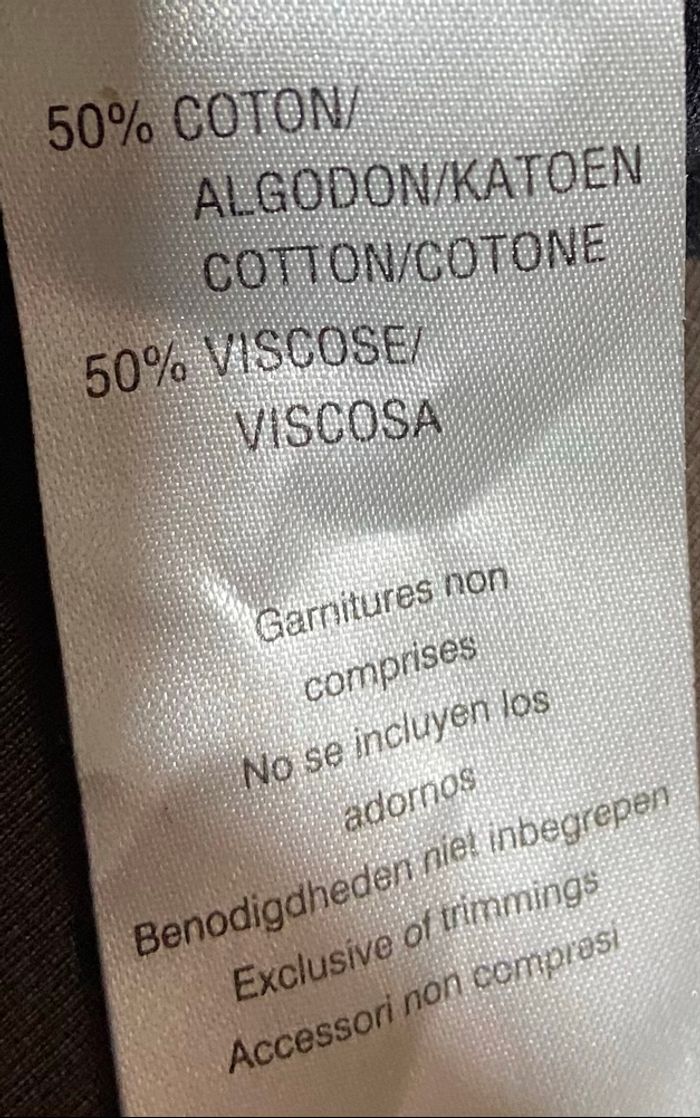 50% COTON/
ALGODON/KATOEN
COTTON/COTONE
50% VISCOSE/
VISCOSA
Garnitures non
comprises
No se incluyen los
adornos
Benodigdheden niet inbegrepen
Exclusive of trimmings
Accessori non compresi